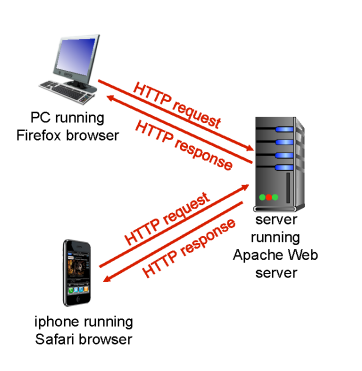 HTTP request
PC running
Firefox browser
HTTP response
HTTP request
server
running
Apache Web
server
HTTP response
iphone running
Safari browser